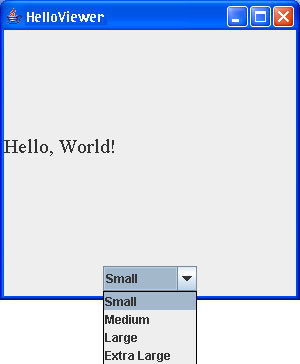 HelloViewer
Hello, World!
Small
Small
Medium
Large
Extra Large